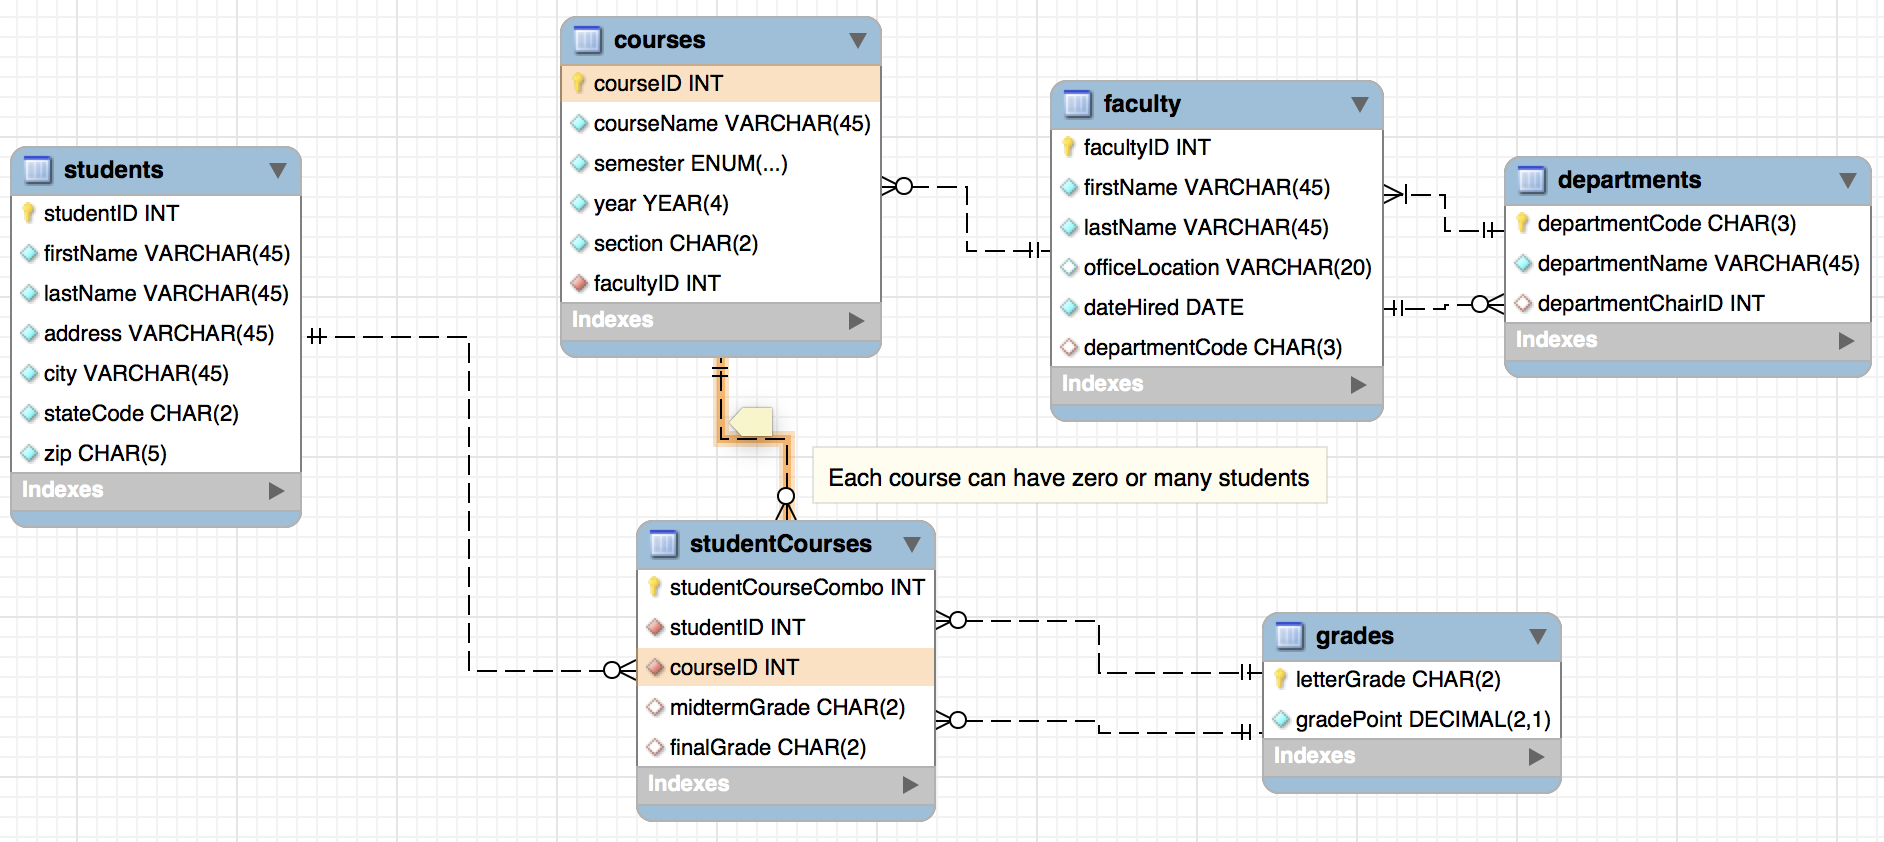 students
studentID INT
firstName VARCHAR(45)
lastName VARCHAR(45)
address VARCHAR(45)
city VARCHAR(45)
stateCode CHAR(2)
zip CHAR(5)
Indexes
courses
courseID INT
courseName VARCHAR(45)
semester ENUM(...)
year YEAR(4)
section CHAR(2)
facultyID INT
Indexes
faculty
facultyID INT
firstName VARCHAR(45)
lastName VARCHAR(45)
officeLocation VARCHAR(20)
dateHired DATE
departmentCode CHAR(3)
Indexes
departments
departmentCode CHAR(3)
departmentName VARCHAR(45)
departmentChairID INT
Indexes
Each course can have zero or many students
studentCourses
studentCourseCombo INT
studentID INT
courseID INT
midtermGrade CHAR(2)
finalGrade CHAR(2)
Indexes
grades
letterGrade CHAR(2)
gradePoint DECIMAL(2,1)
Indexes